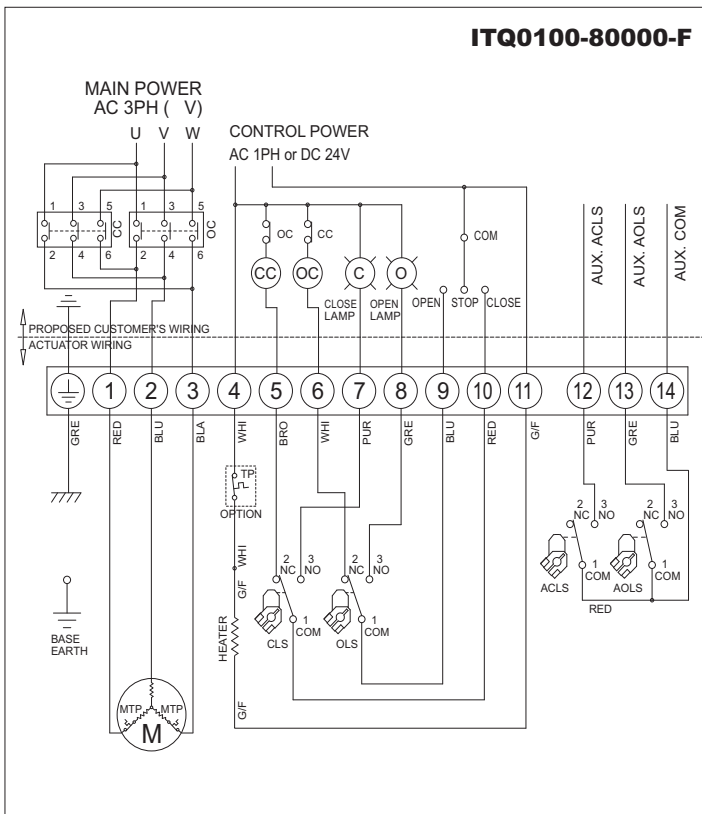 ITQ0100-80000-F
MAIN POWER
AC 3PH (   V)
U V W
CONTROL POWER
AC 1PH or DC 24V
1 3 5
CC
2 4 6
1 3 5
OC
2 4 6
OC
CC
COM
CC
OC
C
O
CLOSE
LAMP
OPEN
LAMP
OPEN
STOP
CLOSE
AUX. ACLS
AUX. AOLS
AUX. COM
PROPOSED CUSTOMER'S WIRING
ACTUATOR WIRING
1 2 3 4 5 6 7 8 9 10 11 12 13 14
GRE
RED
BLU
BLA
WHI
BRO
WHI
PUR
GRE
BLU
RED
G/F
PUR
GRE
BLU
TP
OPTION
WHI
G/F
HEATER
G/F
2
NC
3
NO
1
COM
CLS
2
NC
3
NO
1
COM
OLS
2
NC
3
NO
1
COM
ACLS
2
NC
3
NO
1
COM
AOLS
RED
BASE
EARTH
MTP
MTP
M